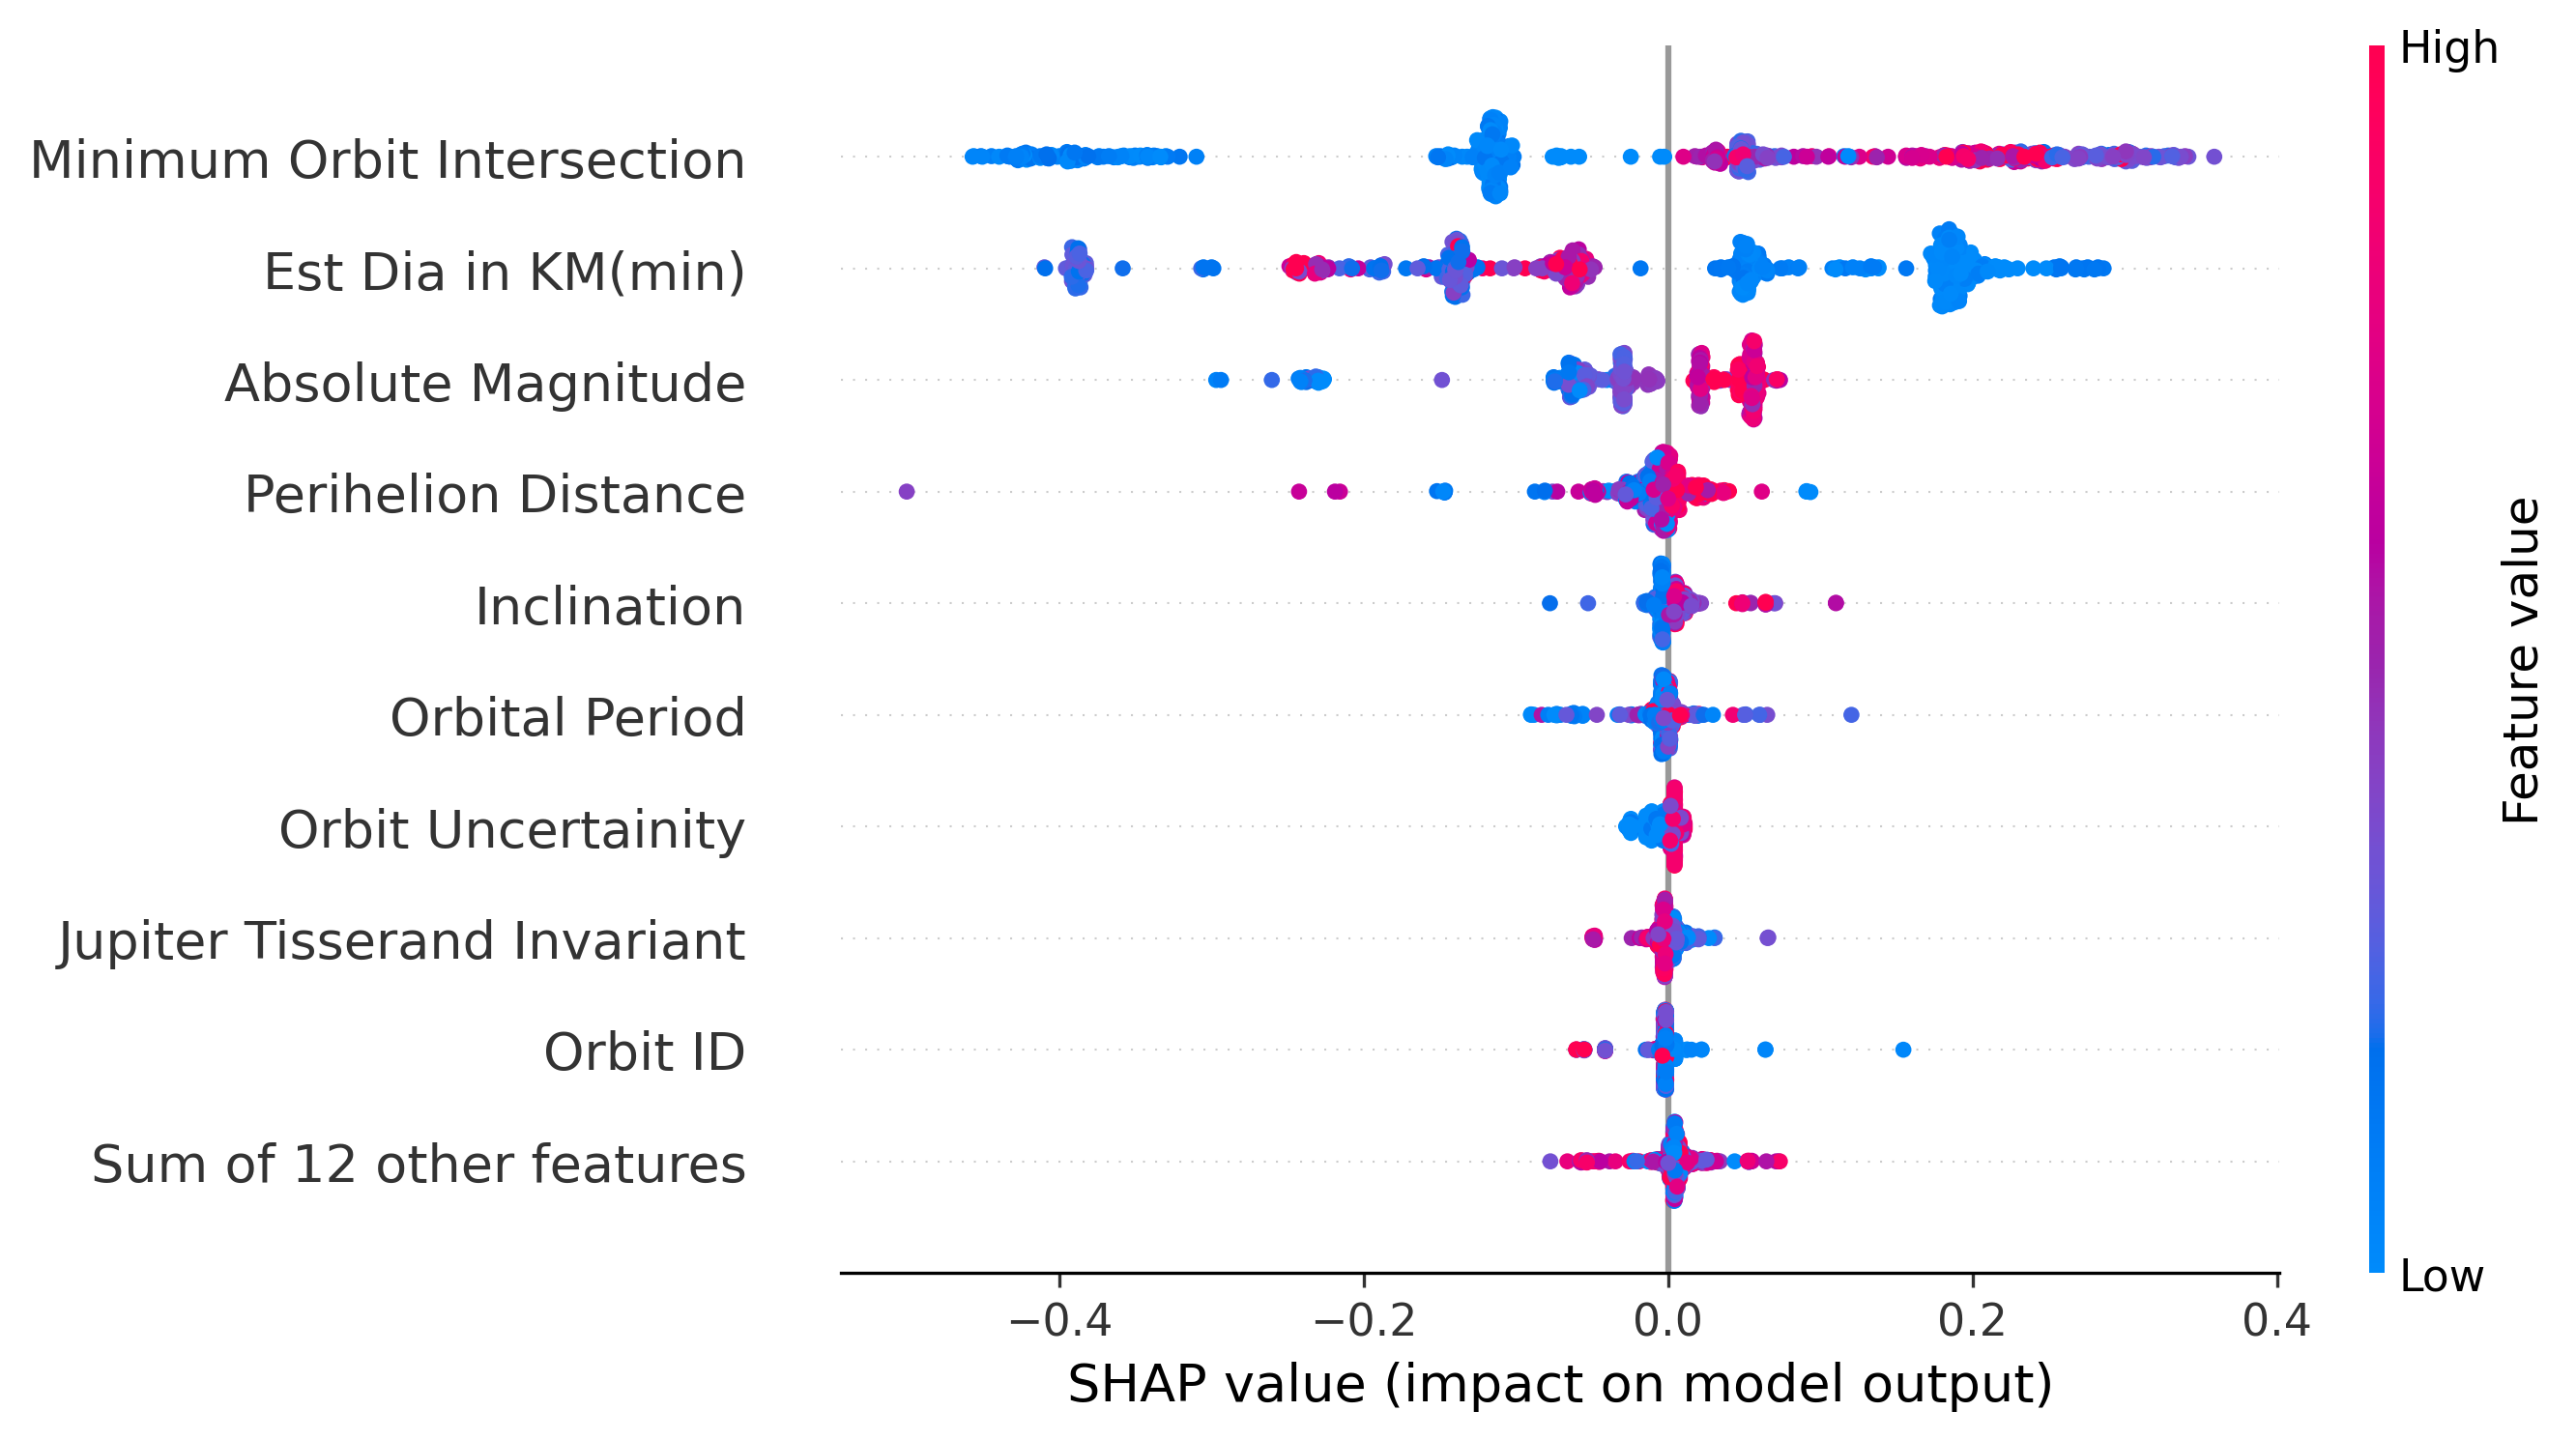 High
Minimum Orbit Intersection
Est Dia in KM(min)
Absolute Magnitude
Perihelion Distance
Inclination
Orbital Period
Orbit Uncertainity
Jupiter Tisserand Invariant
Orbit ID
Sum of 12 other features
Feature value
Low
−0.4 −0.2 0.0 0.2 0.4
SHAP value (impact on model output)